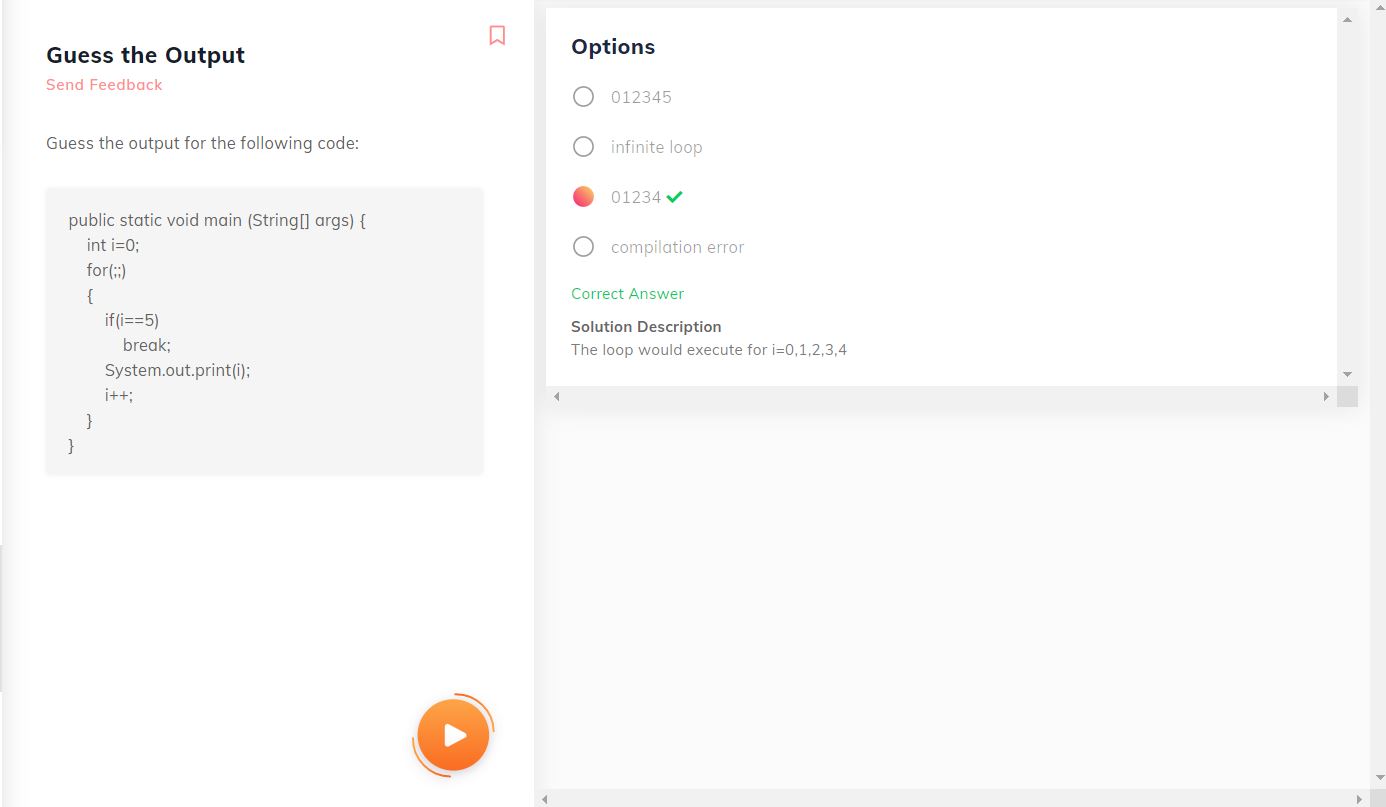 Guess the Output
Send Feedback
Guess the output for the following code:
public static void main (String[] args) {
int i=0;
for(;;)
{
if(i==5)
break;
System.out.print(i);
i++;
}
}
Options
012345
infinite loop
01234
compilation error
Correct Answer
Solution Description
The loop would execute for i=0,1,2,3,4